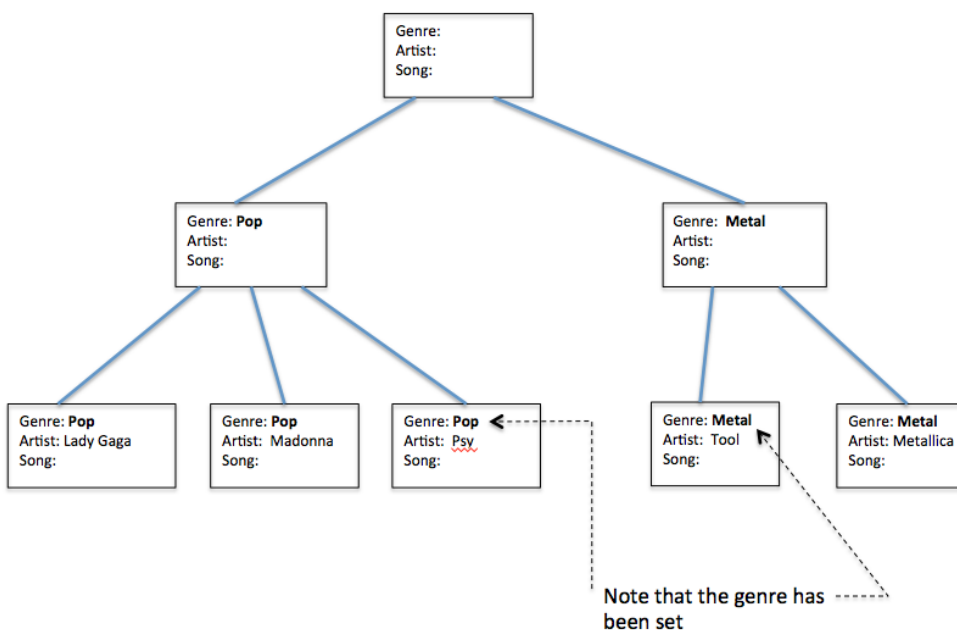 Genre:
Artist:
Song:
Genre: Pop
Artist:
Song:
Genre: Metal
Artist:
Song:
Genre: Pop
Artist: Lady Gaga
Song:
Genre: Pop
Artist: Madonna
Song:
Genre: Pop
Artist: Psy
Song:
Genre: Metal
Artist: Tool
Song:
Genre: Metal
Artist: Metallica
Song:
Note that the genre has
been set